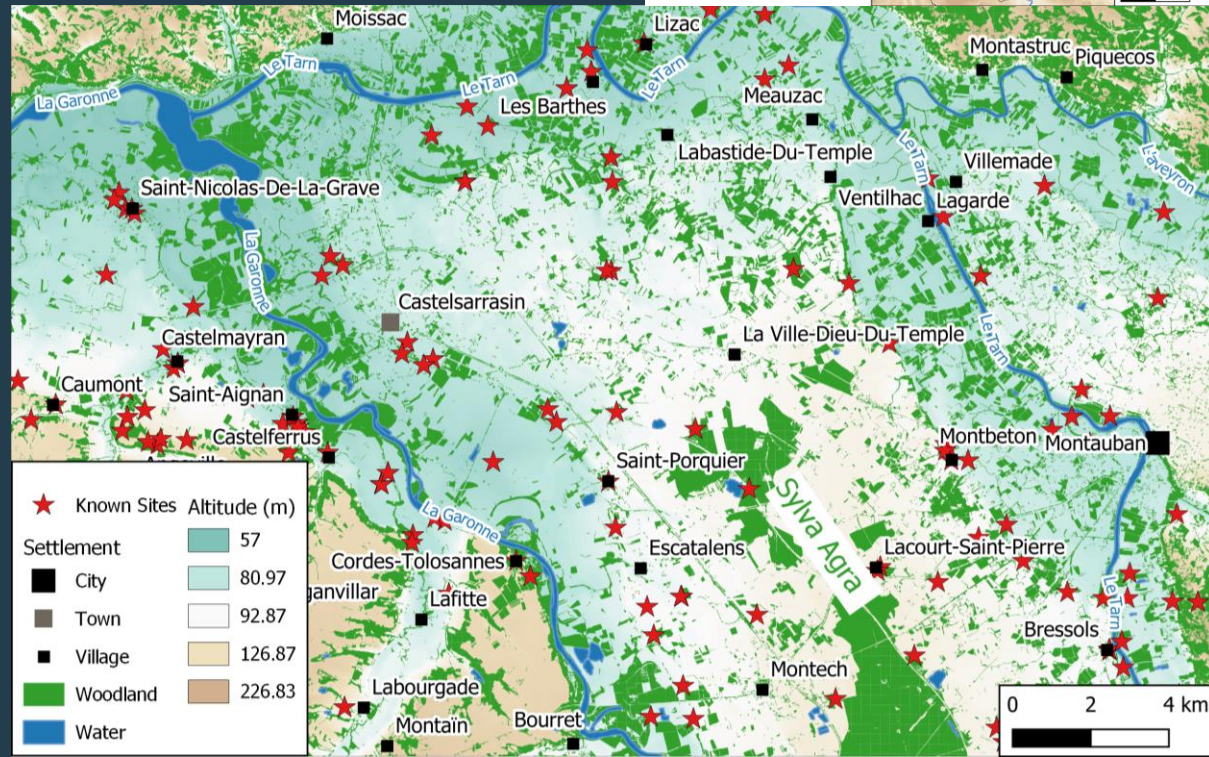 Moissac
Lizac
Montastruc
Piquecos
Le Tarn
Le Tarn
Le Tarn
La Garonne
Les Barthes
Meauzac
Labastide-Du-Temple
Le Tarn
Villemade
L'aveyron
Saint-Nicolas-De-La-Grave
Ventilhac
Lagarde
La Garonne
Castelsarrasin
Le Tarn
Castelmayran
La Ville-Dieu-Du-Temple
Caumont
Saint-Aignan
Castelferrus
Montbeton
Montauban
Saint-Porquier
Sylva Agra
La Garonne
Escatalens
Lacourt-Saint-Pierre
Cordes-Tolosannes
ganvillar
Lafitte
Le Tarn
Bressols
Montech
Labourgade
Montaïn
Bourret
Known Sites
Settlement
City
Town
Village
Woodland
Water
Altitude (m)
57
80.97
92.87
126.87
226.83
0 2 4 km